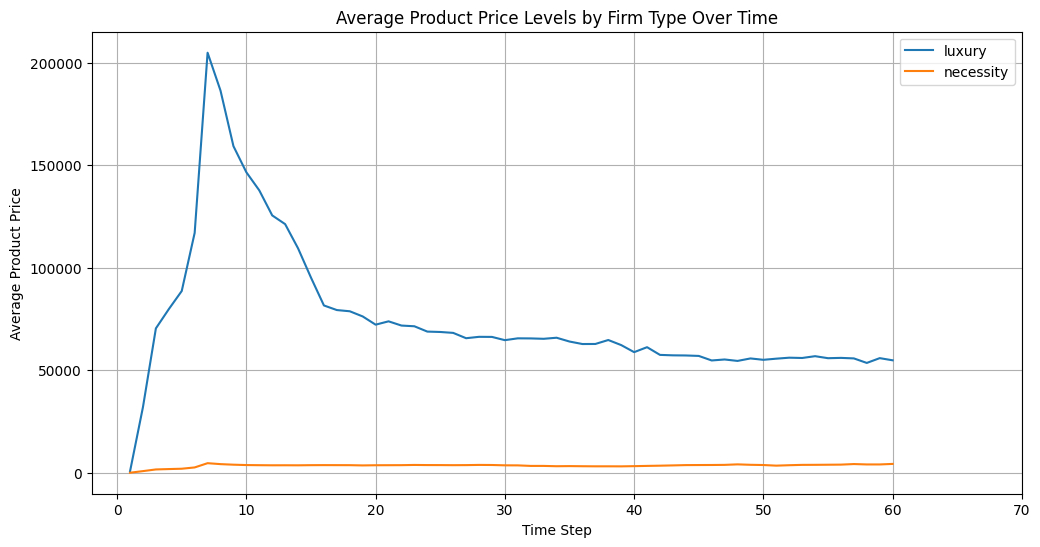 Average Product Price Levels by Firm Type Over Time
luxury
necessity
Average Product Price
200000
150000
100000
50000
0
0 10 20 30 40 50 60 70
Time Step